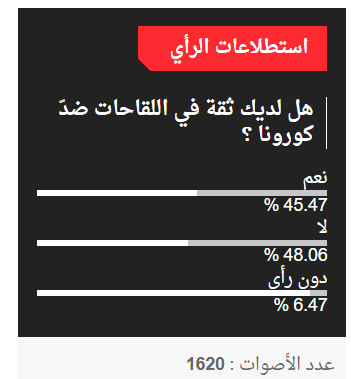 استطلاعات الرأي
هل لديك ثقة في اللقاحات ضدّ
كورونا ؟
نعم
45.47 %
لا
48.06 %
دون رأى
6.47 %
عدد الأصوات : 1620